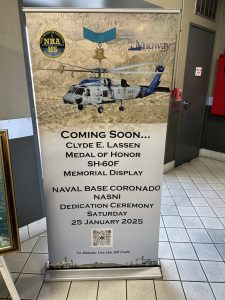 NHA
HS
Midway
COMING SOON...
CLYDE E. LASSEN
MEDAL OF HONOR
SH-60F
MEMORIAL DISPLAY
NAVAL BASE CORONADO
NASNI
DEDICATION CEREMONY
SATURDAY
25 JANUARY 2025
To Donate Use the QR Code